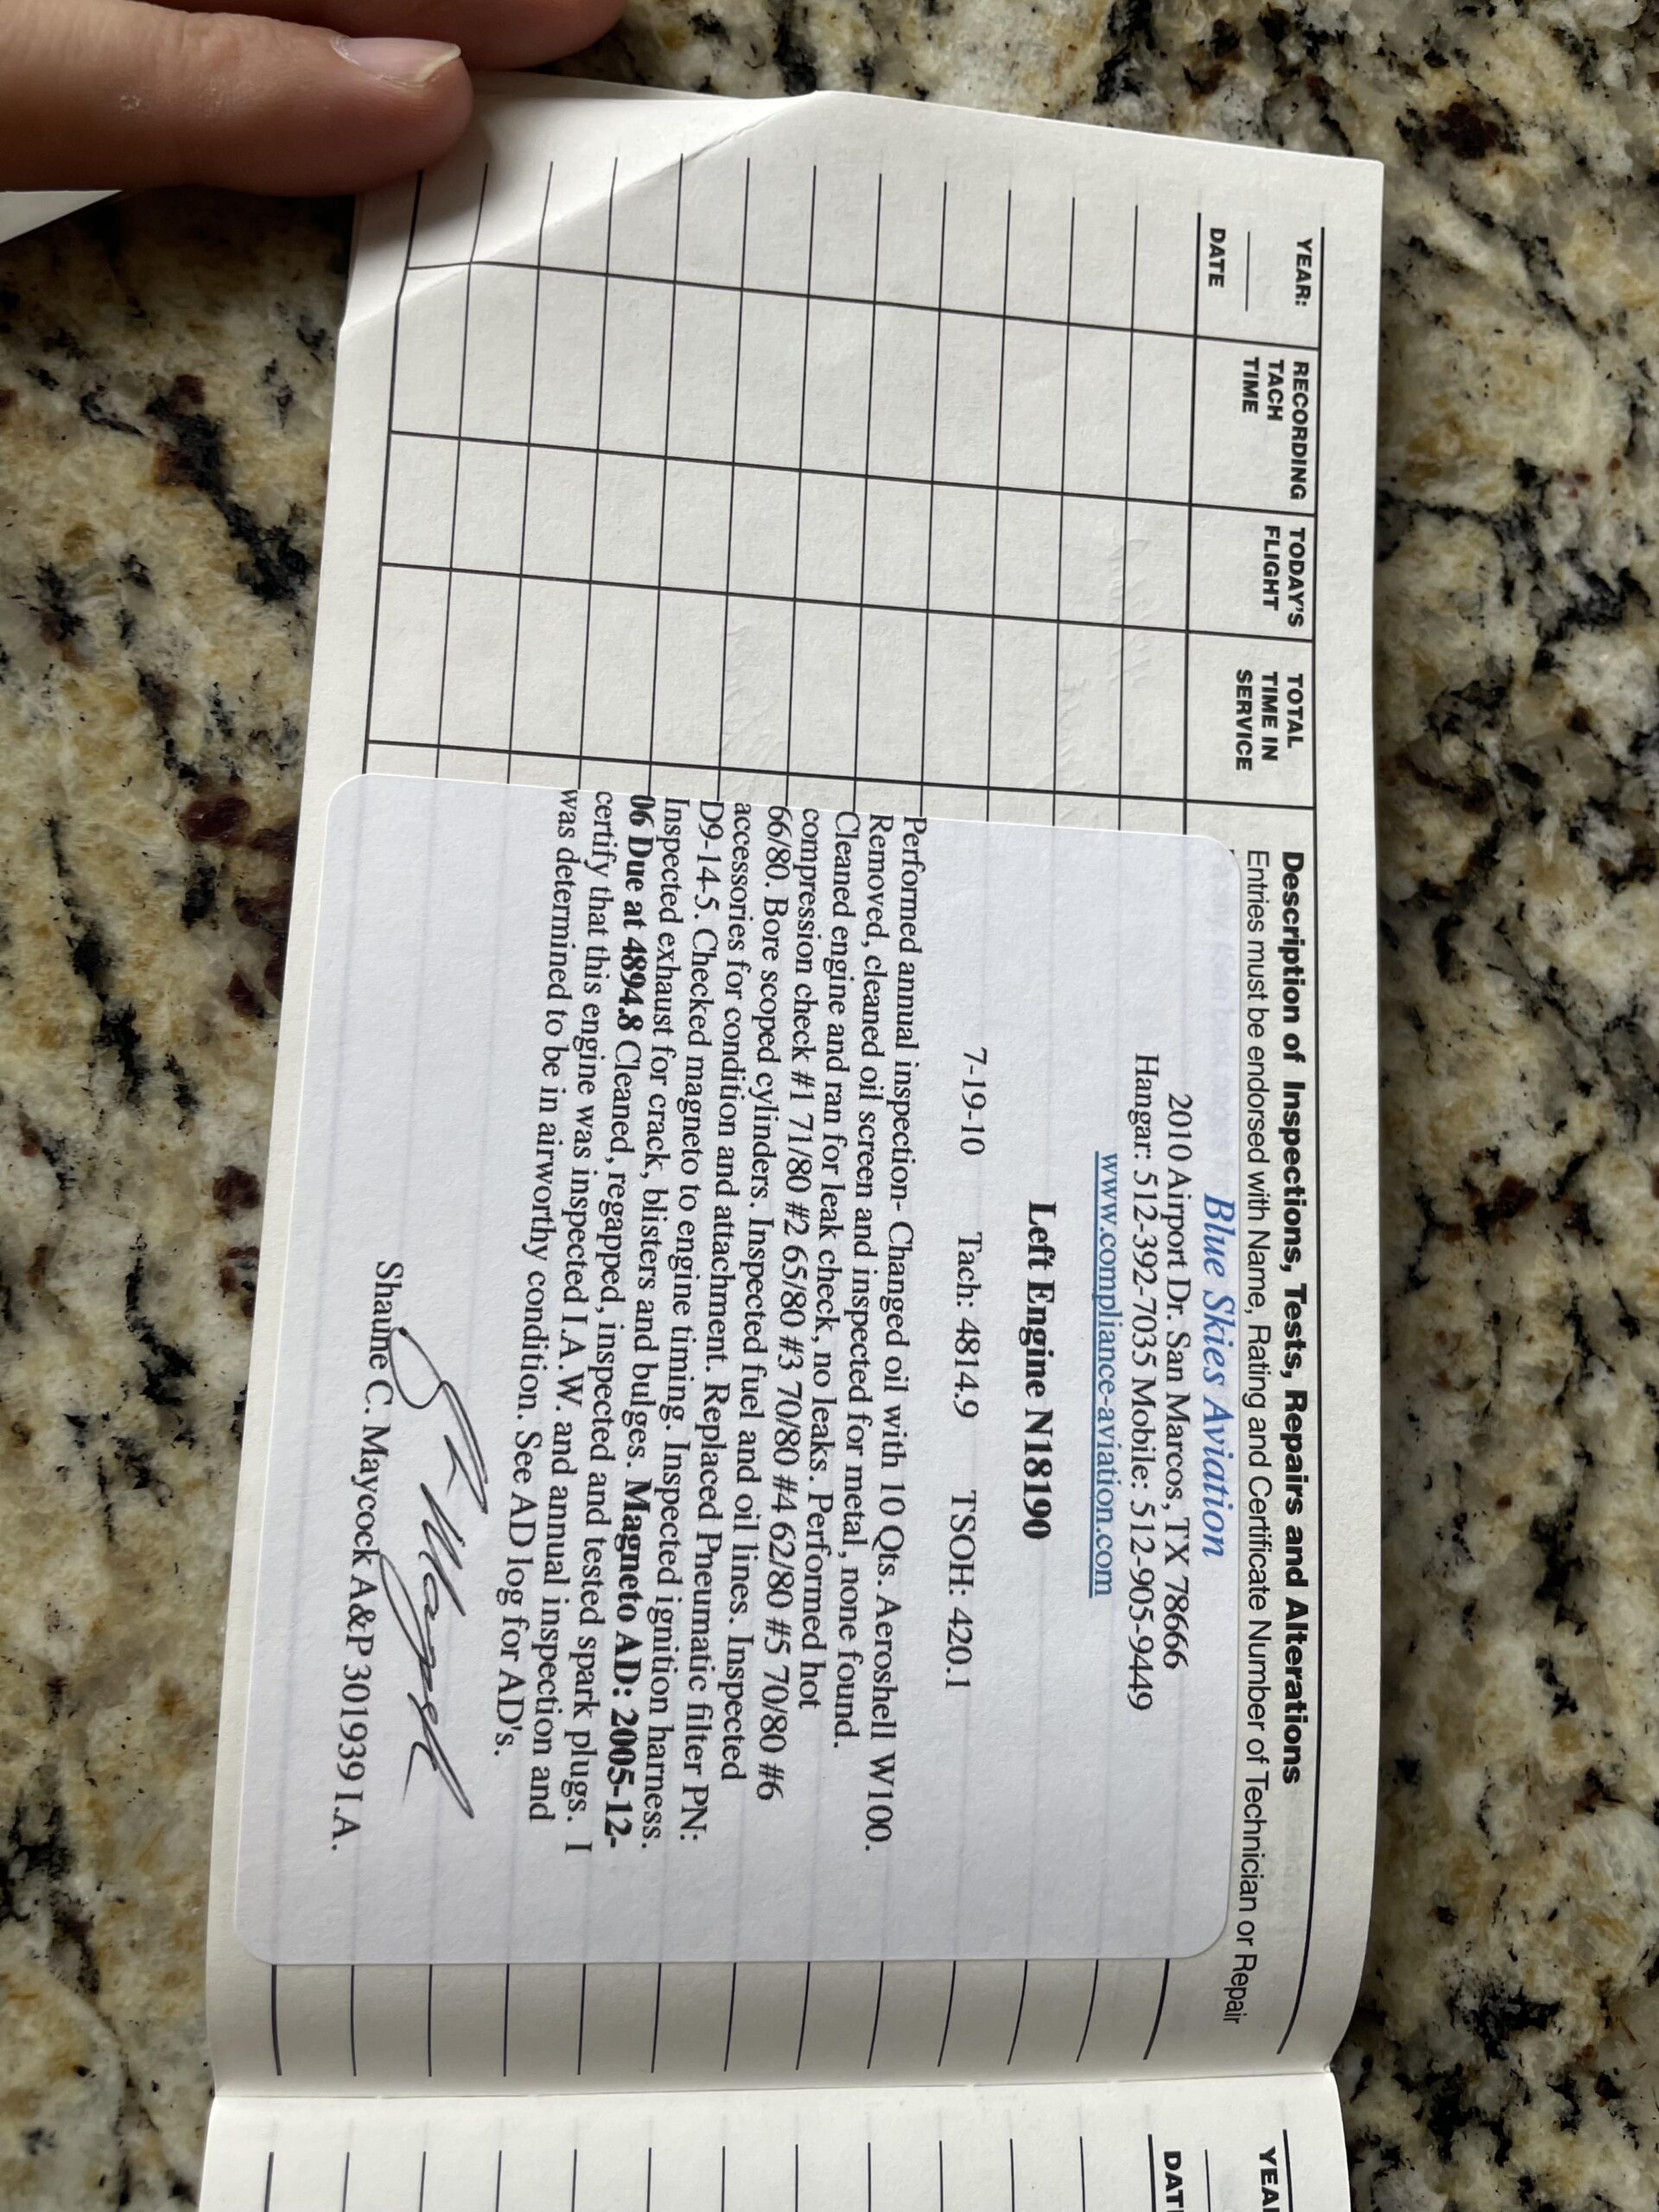 YEAR:
DATE
RECORDING
TACH
TIME
TODAY'S
FLIGHT
TOTAL
TIME IN
SERVICE
Description of Inspections, Tests, Repairs and Alterations
Entries must be endorsed with Name, Rating and Certificate Number of Technician or Repair
Blue Skies Aviation
2010 Airport Dr. San Marcos, TX 78666
Hangar: 512-392-7035 Mobile: 512-905-9449
www.compliance-aviation.com
Left Engine N18190
7-19-10 Tach: 4814.9 TSOH: 420.1
Performed annual inspection- Changed oil with 10 Qts. Aeroshell W100.
Removed, cleaned oil screen and inspected for metal, none found.
Cleaned engine and ran for leak check, no leaks. Performed hot
compression check #1 71/80 #2 65/80 #3 70/80 #4 62/80 #5 70/80 #6
66/80. Bore scoped cylinders. Inspected fuel and oil lines. Inspected
accessories for condition and attachment. Replaced Pneumatic filter PN:
D9-14-5. Checked magneto to engine timing. Inspected ignition harness.
Inspected exhaust for crack, blisters and bulges. Magneto AD: 2005-12-
06 Due at 4894.8 Cleaned, regapped, inspected and tested spark plugs. I
certify that this engine was inspected I.A.W. and annual inspection and
was determined to be in airworthy condition. See AD log for AD's.
Shaune C. Maycock A&P 301939 I.A.
YEA
DAT